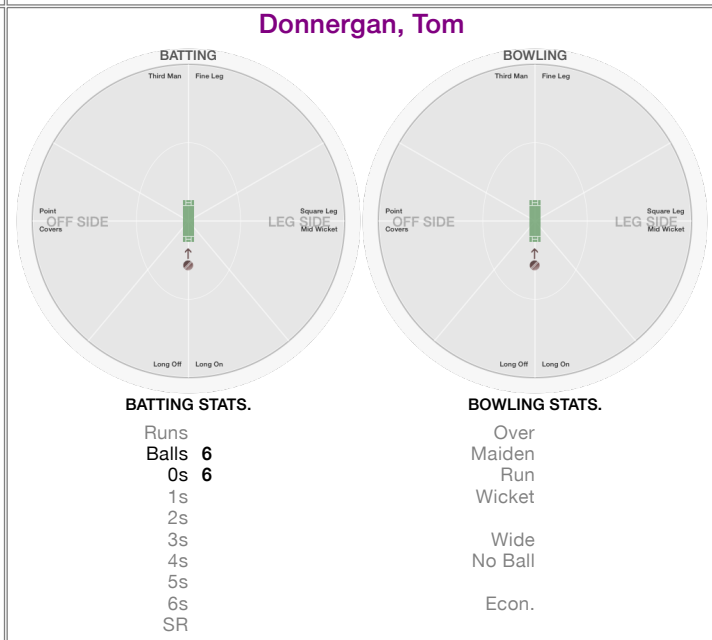 Donnergan, Tom
BATTING
Third Man Fine Leg
Point Square Leg
OFF SIDE LEG SIDE
Covers Mid Wicket
Long Off Long On
BOWLING
Third Man Fine Leg
Point Square Leg
OFF SIDE LEG SIDE
Covers Mid Wicket
Long Off Long On
BATTING STATS.
Runs
Balls 6
0s 6
1s
2s
3s
4s
5s
6s
SR
BOWLING STATS.
Over
Maiden
Run
Wicket
Wide
No Ball
Econ.